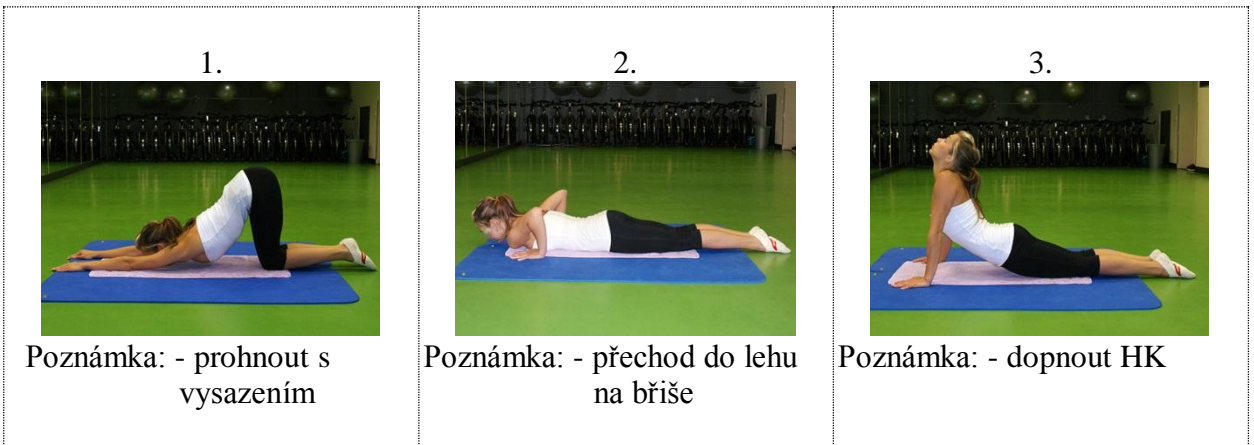 1.
Poznámka: - prohnout s
vysazením
2.
Poznámka: - přechod do lehu
na břiše
3.
Poznámka: - dopnout HK